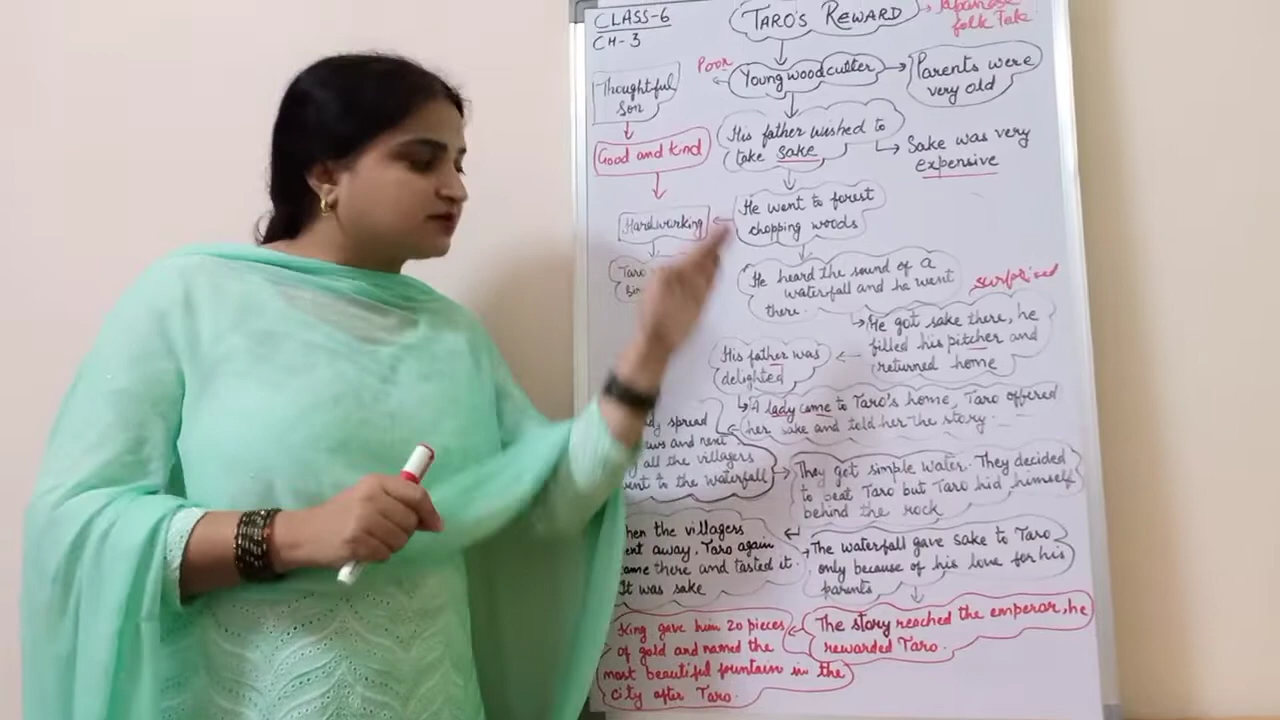 CLASS-6
CH-3
TARO'S REWARD
Japanese
folk Tale
Poor
Young woodcutter
Parents were
very old
Thoughtful
Son
Good and kind
Hardworking
Taro
His father wished to
take sake
Sake was very
expensive
He went to forest
chopping woods
He heard the sound of a
waterfall and he went
there.
surprised
He got sake there, he
filled his pitcher and
returned home
His father was
delighted
A lady came to Taro's home, Taro offered
her sake and told her the story.
spread
and next
all the villagers
to the waterfall
They got simple water. They decided
to beat Taro but Taro hid himself
behind the rock
the villagers
away, Taro again
there and tasted it.
It was sake
The waterfall gave sake to Taro
only because of his love for his
parents
The story reached the emperor, he
rewarded Taro.
King gave him 20 pieces
of gold and named the
most beautiful fountain in the
city after Taro.